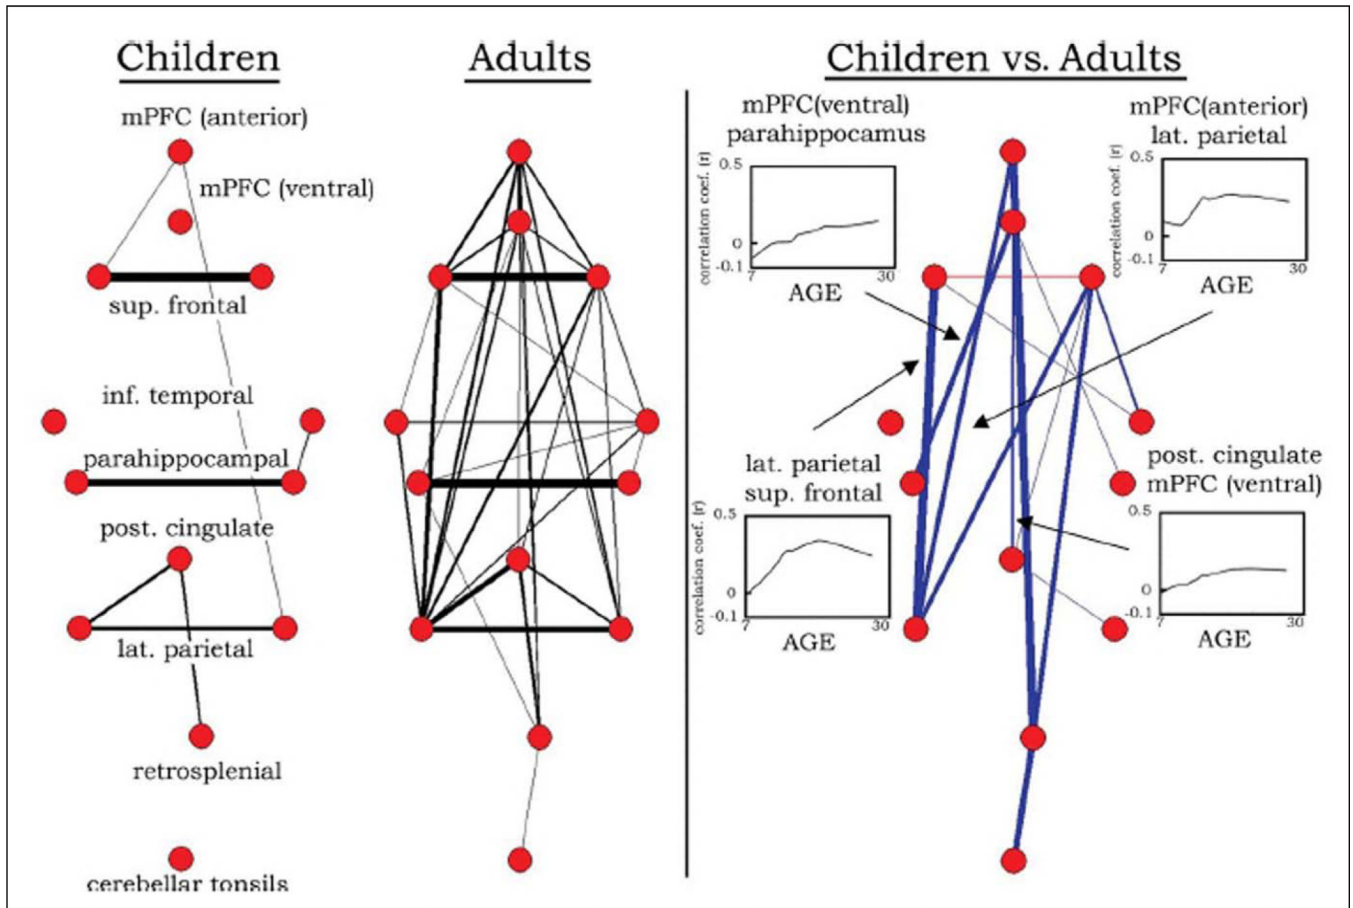 Children
Adults
Children vs. Adults
mPFC (anterior)
mPFC (ventral)
sup. frontal
inf. temporal
parahippocampal
post. cingulate
lat. parietal
retrosplenial
cerebellar tonsils
mPFC(ventral)
parahippocamus
correlation coef. (r)
0.5
0
-0.1
7
30
AGE
mPFC(anterior)
lat. parietal
correlation coef. (r)
0.5
0
-0.1
7
30
AGE
lat. parietal
sup. frontal
correlation coef. (r)
0.5
0
-0.1
7
30
AGE
post. cingulate
mPFC (ventral)
correlation coef. (r)
0.5
0
-0.1
7
30
AGE